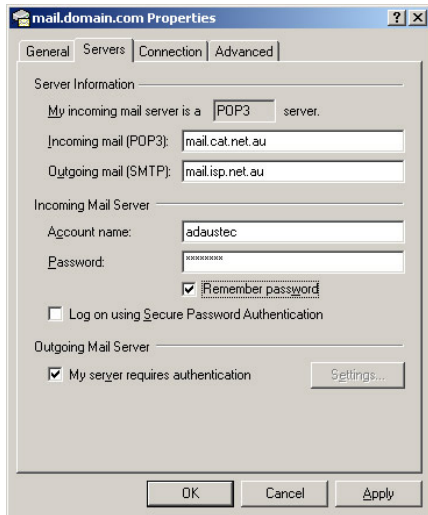 mail.domain.com Properties
General Servers Connection Advanced
Server Information
My incoming mail server is a POP3 server.
Incoming mail (POP3): mail.cat.net.au
Outgoing mail (SMTP): mail.isp.net.au
Incoming Mail Server
Account name: adaustec
Password: ********
Remember password
Log on using Secure Password Authentication
Outgoing Mail Server
My server requires authentication Settings...
OK Cancel Apply